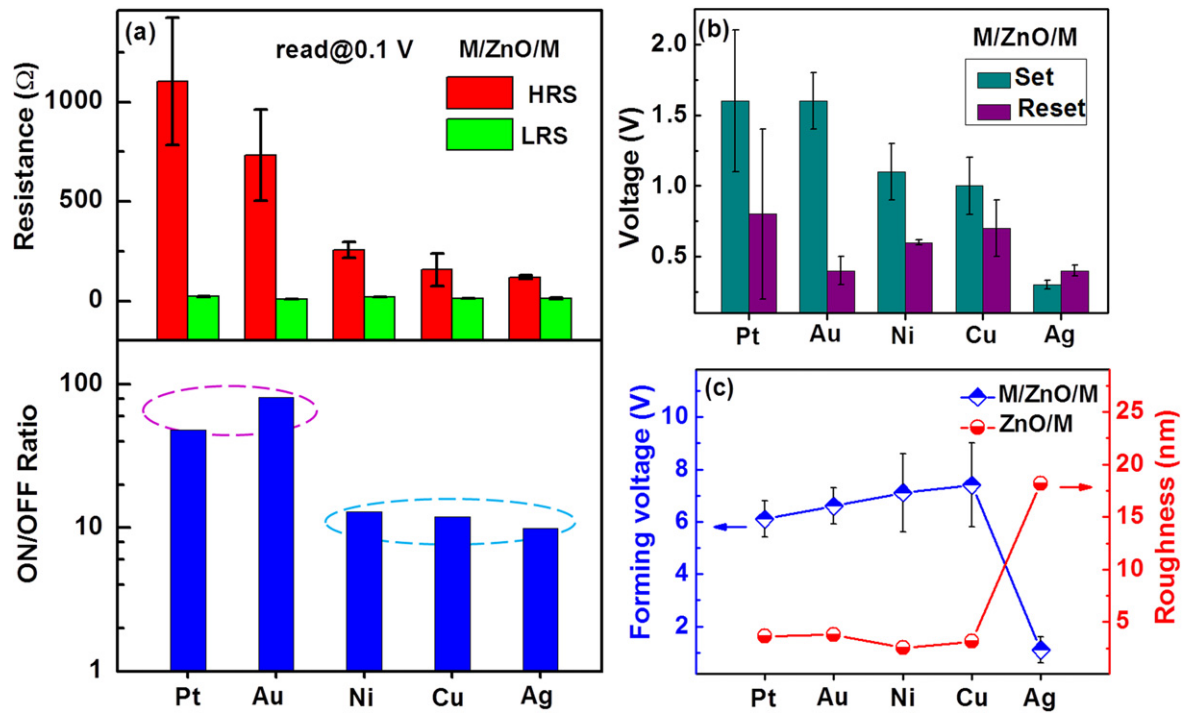 (a)
read@0.1 V
M/ZnO/M
HRS
LRS
Resistance (Ω)
1000
500
0
ON/OFF Ratio
100
10
1
Pt Au Ni Cu Ag
(b)
M/ZnO/M
Set
Reset
Voltage (V)
2.0
1.5
1.0
0.5
Pt Au Ni Cu Ag
(c)
M/ZnO/M
ZnO/M
Forming voltage (V)
10
8
6
4
2
Roughness (nm)
25
20
15
10
5
Pt Au Ni Cu Ag